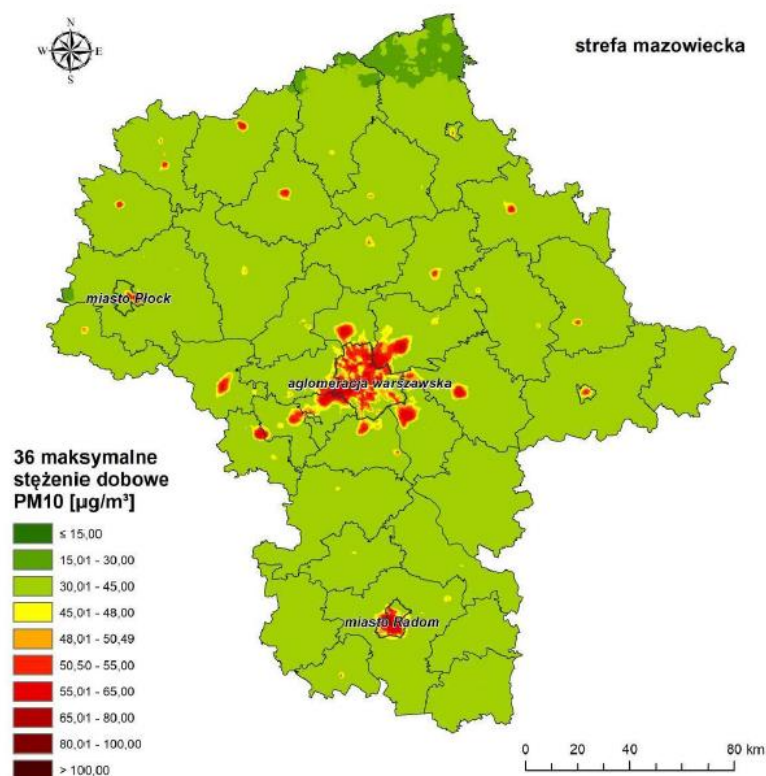 N
W
E
S
strefa mazowiecka
miasto Płock
aglomeracja warszawska
miasto Radom
36 maksymalne
stężenie dobowe
PM10 [µg/m³]
≤ 15,00
15,01 - 30,00
30,01 - 45,00
45,01 - 48,00
48,01 - 50,49
50,50 - 55,00
55,01 - 65,00
65,01 - 80,00
80,01 - 100,00
> 100,00
0 20 40 80 km